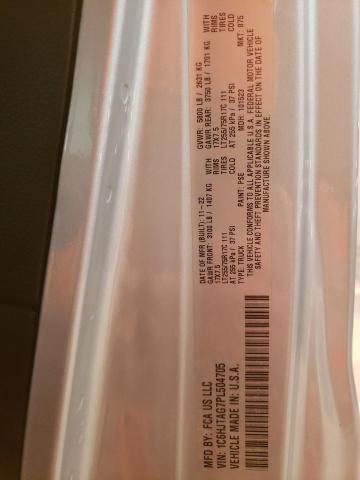 MFD BY: FCA US LLC
VIN: 1C6HJTAG7PL504705
VEHICLE MADE IN U.S.A.
DATE OF MFR (BUILT): 11-22 GVWR: 5800 LB / 2631 KG
GAWR FRONT: 3100 LB / 1407 KG WITH GAWR REAR: 3750 LB / 1701 KG WITH
17X7.5 RIMS 17X7.5 RIMS
LT255/75R17C 111 TIRES LT255/75R17C 111 TIRES
AT 255 kPa / 37 PSI COLD AT 255 kPa / 37 PSI COLD
TYPE: TRUCK PAINT: PSE MDH: 101523 MKT: 875
THIS VEHICLE CONFORMS TO ALL APPLICABLE U.S.A. FEDERAL MOTOR VEHICLE
SAFETY AND THEFT PREVENTION STANDARDS IN EFFECT ON THE DATE OF
MANUFACTURE SHOWN ABOVE.